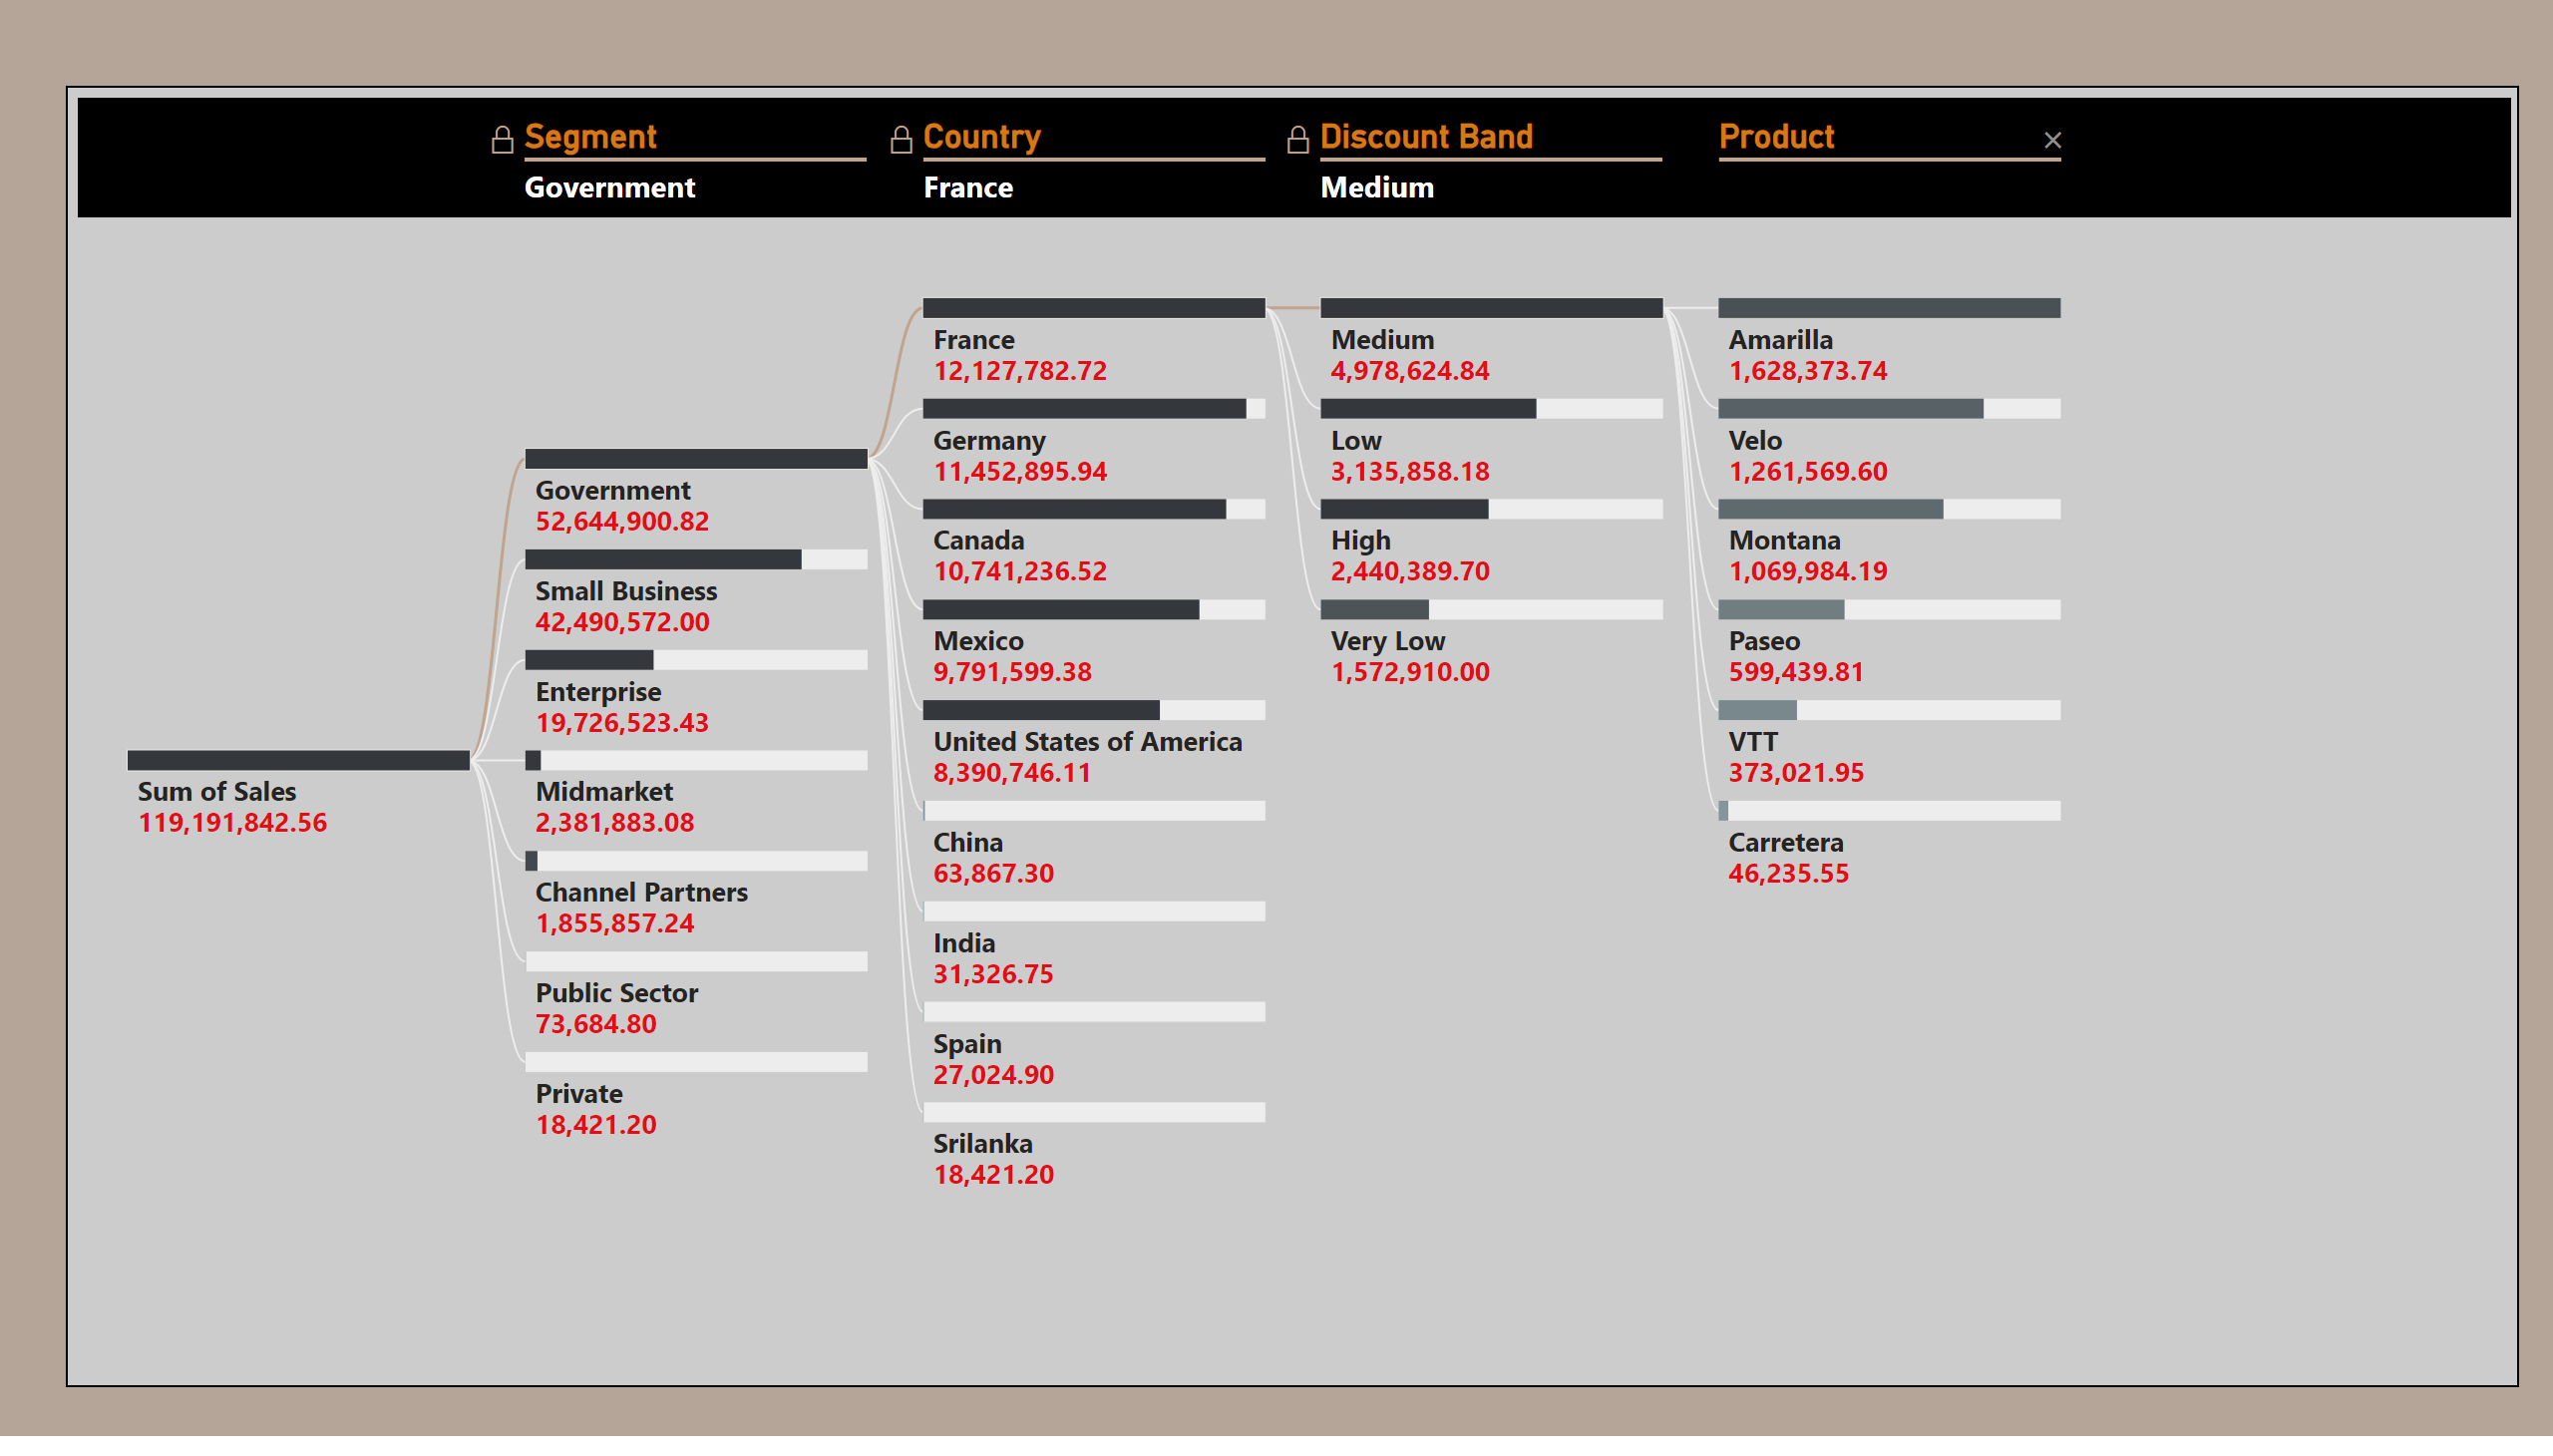 Segment
Government
Country
France
Discount Band
Medium
Product
Sum of Sales
119,191,842.56
Government
52,644,900.82
Small Business
42,490,572.00
Enterprise
19,726,523.43
Midmarket
2,381,883.08
Channel Partners
1,855,857.24
Public Sector
73,684.80
Private
18,421.20
France
12,127,782.72
Germany
11,452,895.94
Canada
10,741,236.52
Mexico
9,791,599.38
United States of America
8,390,746.11
China
63,867.30
India
31,326.75
Spain
27,024.90
Srilanka
18,421.20
Medium
4,978,624.84
Low
3,135,858.18
High
2,440,389.70
Very Low
1,572,910.00
Amarilla
1,628,373.74
Velo
1,261,569.60
Montana
1,069,984.19
Paseo
599,439.81
VTT
373,021.95
Carretera
46,235.55